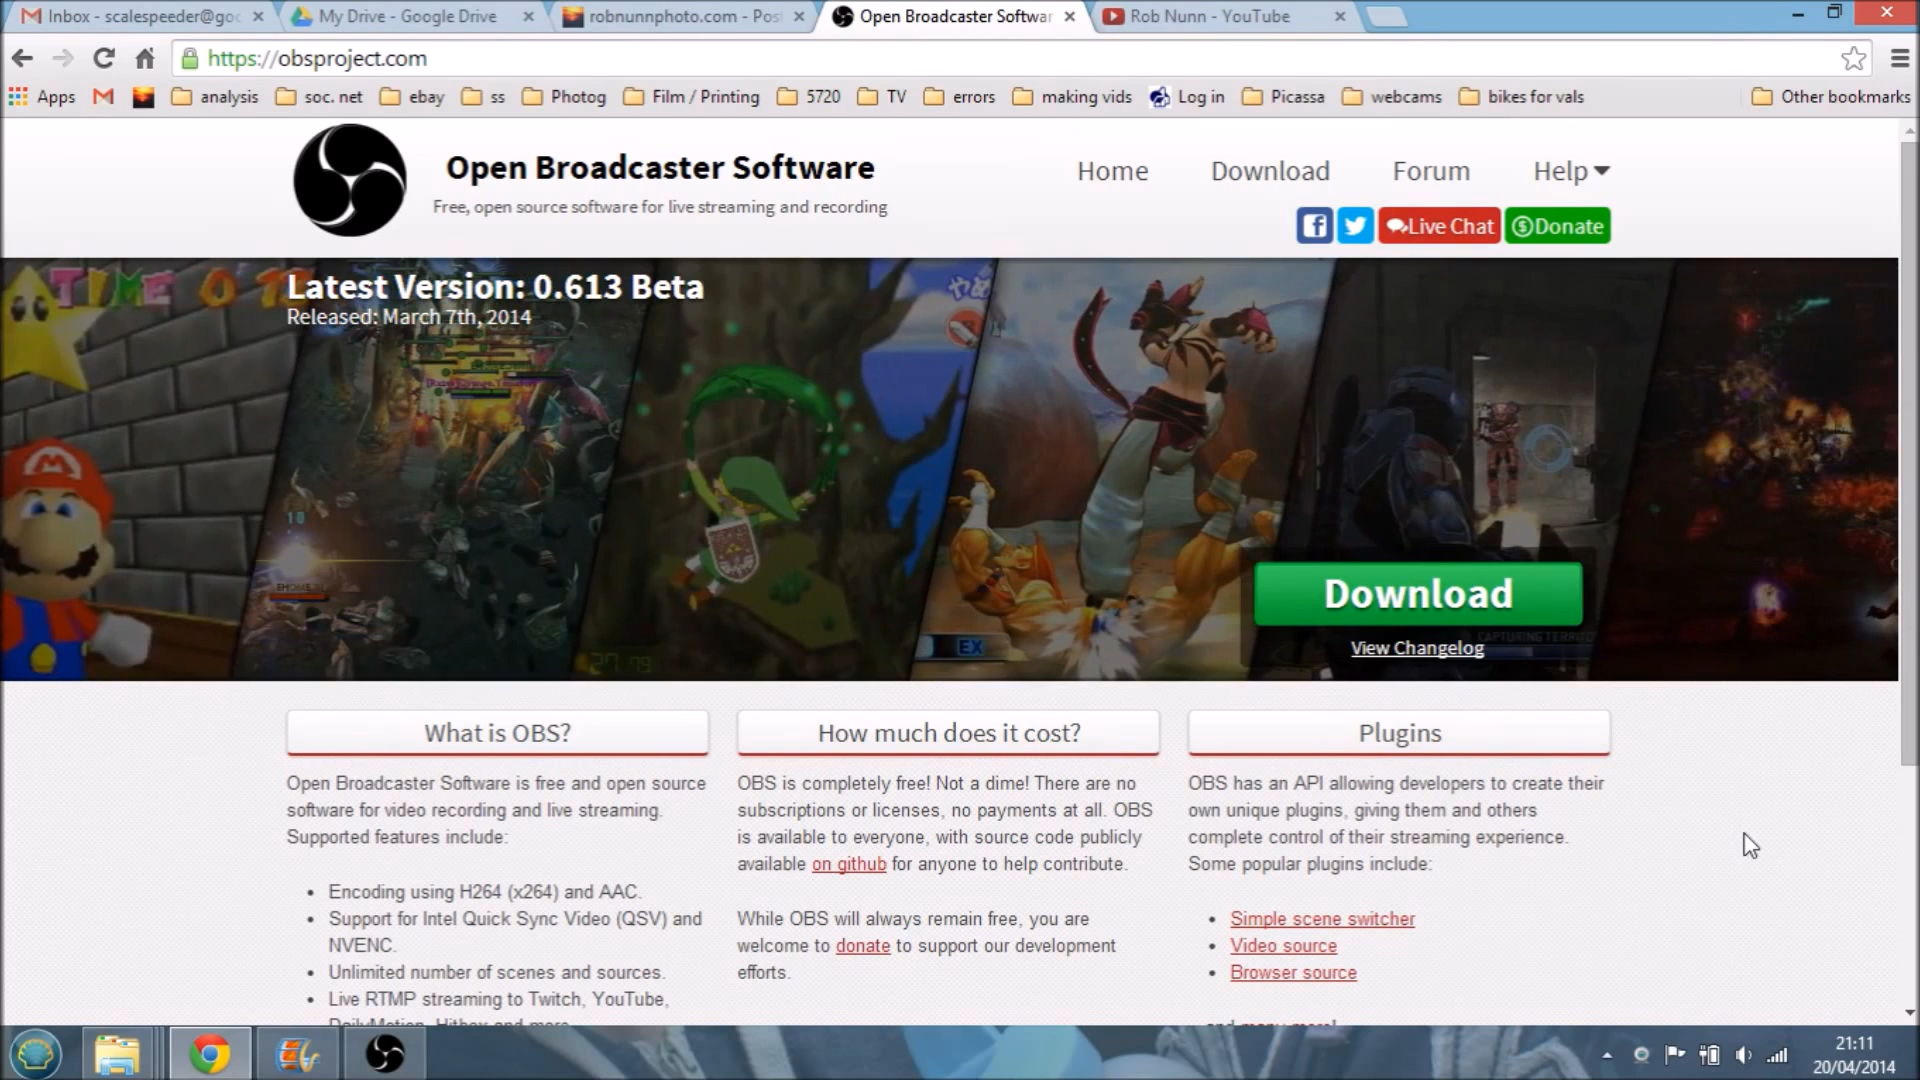 Inbox - scalespeeder@goo
My Drive - Google Drive
robnunnphoto.com - Pos
Open Broadcaster Softwar
Rob Nunn - YouTube
https://obsproject.com
Apps
analysis
soc. net
ebay
ss
Photog
Film / Printing
5720
TV
errors
making vids
Log in
Picassa
webcams
bikes for vals
Other bookmarks
Open Broadcaster Software
Free, open source software for live streaming and recording
Home
Download
Forum
Help
Live Chat
Donate
TIME
Latest Version: 0.613 Beta
Released: March 7th, 2014
EX
Download
View Changelog
What is OBS?
Open Broadcaster Software is free and open source
software for video recording and live streaming.
Supported features include:
• Encoding using H264 (x264) and AAC.
• Support for Intel Quick Sync Video (QSV) and
NVENC.
• Unlimited number of scenes and sources.
• Live RTMP streaming to Twitch, YouTube,
DailyMotion, Hitbox and more
How much does it cost?
OBS is completely free! Not a dime! There are no
subscriptions or licenses, no payments at all. OBS
is available to everyone, with source code publicly
available on github for anyone to help contribute.
While OBS will always remain free, you are
welcome to donate to support our development
efforts.
Plugins
OBS has an API allowing developers to create their
own unique plugins, giving them and others
complete control of their streaming experience.
Some popular plugins include:
• Simple scene switcher
• Video source
• Browser source
and many more!
21:11
20/04/2014